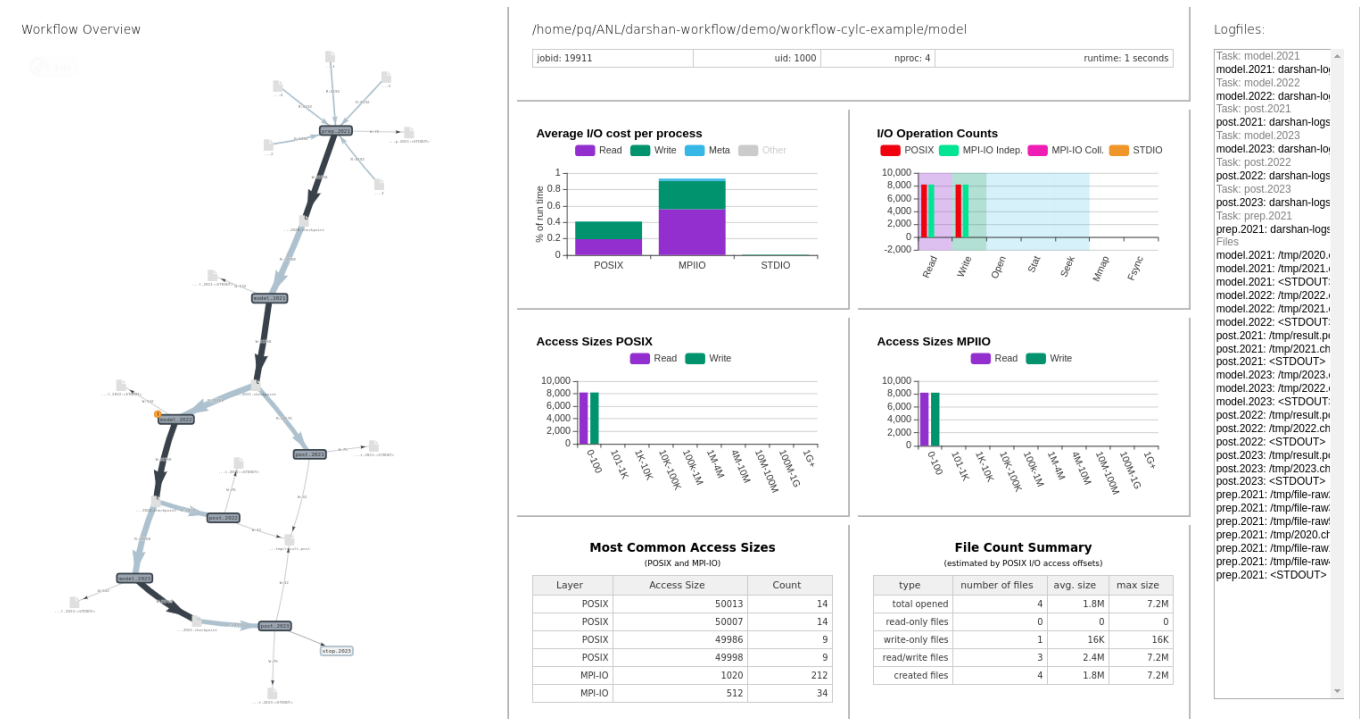 Workflow Overview
prep.2021
model.2021
model.2022
post.2021
post.2022
model.2023
post.2023
stop.2023
/home/pq/ANL/darshan-workflow/demo/workflow-cylc-example/model
jobid: 19911 uid: 1000 nproc: 4 runtime: 1 seconds
Average I/O cost per process
Read Write Meta Other
% of run time
1
0.8
0.6
0.4
0.2
0
POSIX MPIIO STDIO
I/O Operation Counts
POSIX MPI-IO Indep. MPI-IO Coll. STDIO
10,000
8,000
6,000
4,000
2,000
0
-2,000
Read Write Open Stat Seek Mmap Fsync
Access Sizes POSIX
Read Write
10,000
8,000
6,000
4,000
2,000
0
0-100 101-1K 1K-10K 10K-100K 100k-1M 1M-4M 4M-10M 10M-100M 100M-1G 1G+
Access Sizes MPIIO
Read Write
10,000
8,000
6,000
4,000
2,000
0
0-100 101-1K 1K-10K 10K-100K 100k-1M 1M-4M 4M-10M 10M-100M 100M-1G 1G+
Most Common Access Sizes
(POSIX and MPI-IO)
Layer Access Size Count
POSIX 50013 14
POSIX 50007 14
POSIX 49986 9
POSIX 49998 9
MPI-IO 1020 212
MPI-IO 512 34
File Count Summary
(estimated by POSIX I/O access offsets)
type number of files avg. size max size
total opened 4 1.8M 7.2M
read-only files 0 0 0
write-only files 1 16K 16K
read/write files 3 2.4M 7.2M
created files 4 1.8M 7.2M
Logfiles:
Task: model.2021
model.2021: darshan-log
Task: model.2022
model.2022: darshan-log
Task: post.2021
post.2021: darshan-logs
Task: model.2023
model.2023: darshan-log
Task: post.2022
post.2022: darshan-logs
Task: post.2023
post.2023: darshan-logs
Task: prep.2021
prep.2021: darshan-logs
Files
model.2021: /tmp/2020.
model.2021: /tmp/2021.
model.2021: <STDOUT>
model.2022: /tmp/2022.
model.2022: /tmp/2021.
model.2022: <STDOUT>
post.2021: /tmp/result.po
post.2021: /tmp/2021.ch
post.2021: <STDOUT>
model.2023: /tmp/2023.
model.2023: /tmp/2022.
model.2023: <STDOUT>
post.2022: /tmp/result.po
post.2022: /tmp/2022.ch
post.2022: <STDOUT>
post.2023: /tmp/result.po
post.2023: /tmp/2023.ch
post.2023: <STDOUT>
prep.2021: /tmp/file-raw
prep.2021: /tmp/file-raw
prep.2021: /tmp/2020.ch
prep.2021: /tmp/file-raw
prep.2021: /tmp/file-raw
prep.2021: <STDOUT>